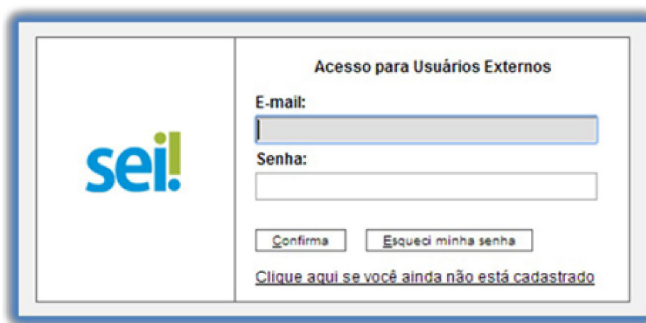 Acesso para Usuários Externos
E-mail:
sei!
Senha:
Confirma Esqueci minha senha
Clique aqui se você ainda não está cadastrado